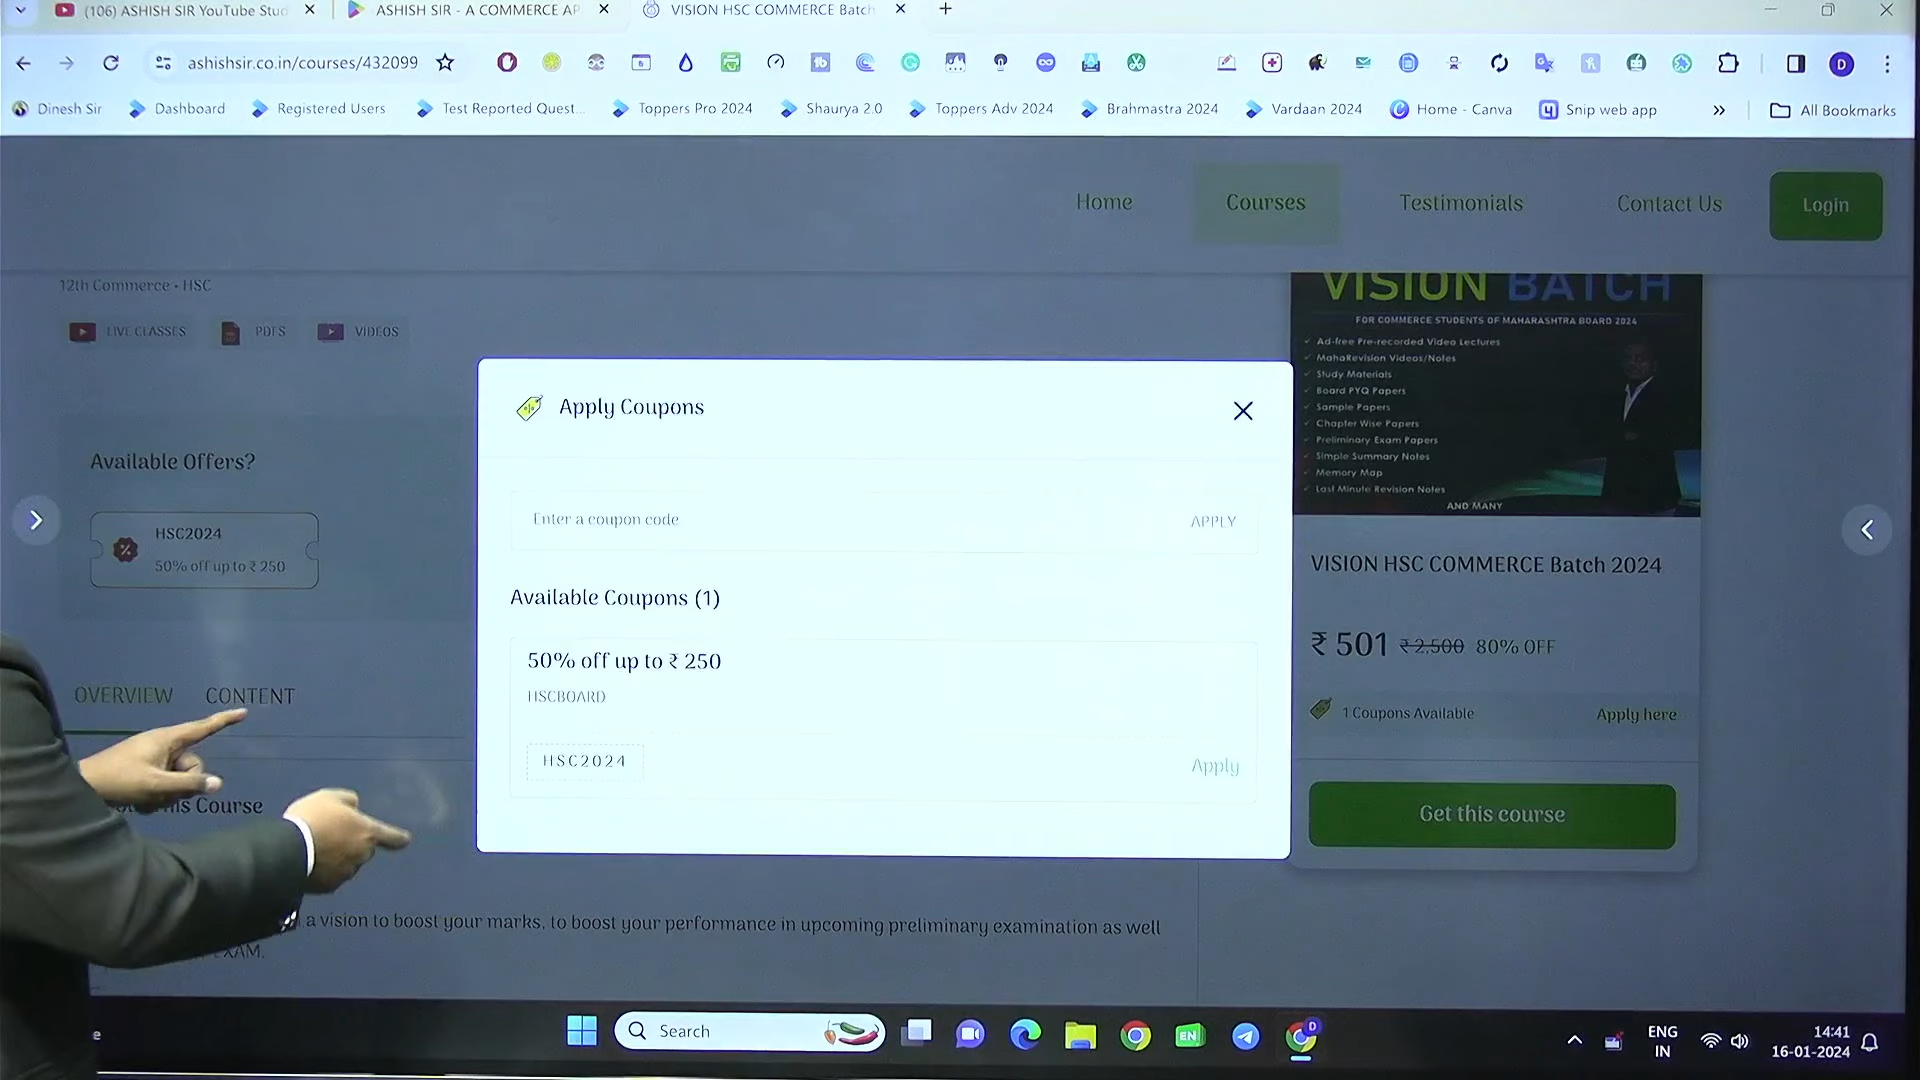 (106) ASHISH SIR YouTube Stud
ASHISH SIR - A COMMERCE AP
VISION HSC COMMERCE Batch
ashishsir.co.in/courses/432099
Dinesh Sir
Dashboard
Registered Users
Test Reported Quest...
Toppers Pro 2024
Shaurya 2.0
Toppers Adv 2024
Brahmastra 2024
Vardaan 2024
Home - Canva
Snip web app
All Bookmarks
Home
Courses
Testimonials
Contact Us
Login
12th Commerce • HSC
LIVE CLASSES
PDFS
VIDEOS
Available Offers?
HSC2024
50% off up to ₹ 250
OVERVIEW
CONTENT
This Course
a vision to boost your marks, to boost your performance in upcoming preliminary examination as well
EXAM.
Apply Coupons
Enter a coupon code
APPLY
Available Coupons (1)
50% off up to ₹ 250
HSCBOARD
HSC2024
Apply
VISION BATCH
FOR COMMERCE STUDENTS OF MAHARASHTRA BOARD 2024
Ad-free Pre-recorded Video Lectures
MahaRevision Videos/Notes
Study Materials
Board PYQ Papers
Sample Papers
Chapter Wise Papers
Preliminary Exam Papers
Simple Summary Notes
Memory Map
Last Minute Revision Notes
AND MANY
VISION HSC COMMERCE Batch 2024
₹ 501 ₹ 2,500 80% OFF
1 Coupons Available
Apply here
Get this course
Search
EN
D
ENG
IN
14:41
16-01-2024